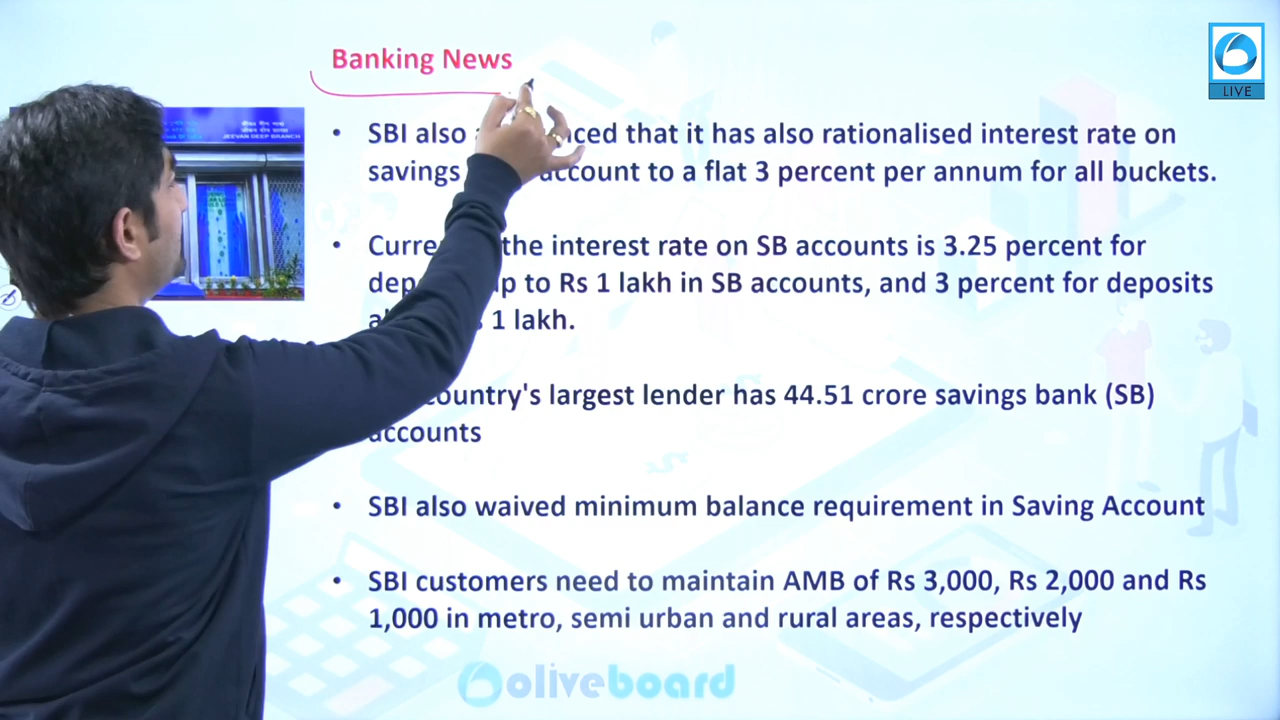 Banking News
LIVE
JEEVAN DEEP BRANCH
• SBI also that it has also rationalised interest rate on
savings account to a flat 3 percent per annum for all buckets.
• the interest rate on SB accounts is 3.25 percent for
up to Rs 1 lakh in SB accounts, and 3 percent for deposits
1 lakh.
country's largest lender has 44.51 crore savings bank (SB)
accounts
• SBI also waived minimum balance requirement in Saving Account
• SBI customers need to maintain AMB of Rs 3,000, Rs 2,000 and Rs
1,000 in metro, semi urban and rural areas, respectively
oliveboard